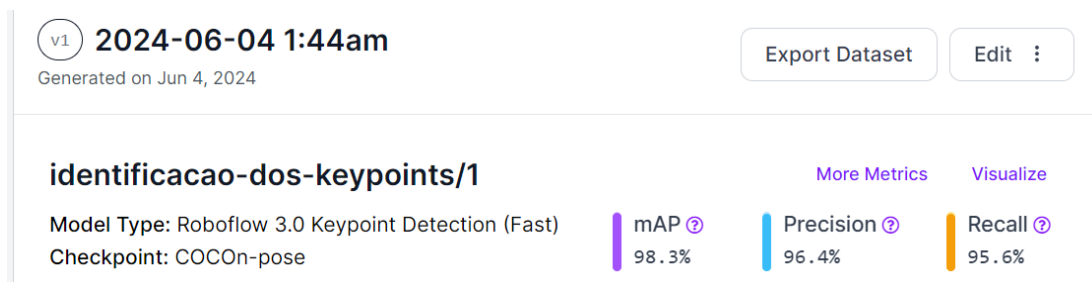 v1 2024-06-04 1:44am
Generated on Jun 4, 2024
Export Dataset
Edit
identificacao-dos-keypoints/1
More Metrics
Visualize
Model Type: Roboflow 3.0 Keypoint Detection (Fast)
Checkpoint: COCOn-pose
mAP ?
98.3%
Precision ?
96.4%
Recall ?
95.6%